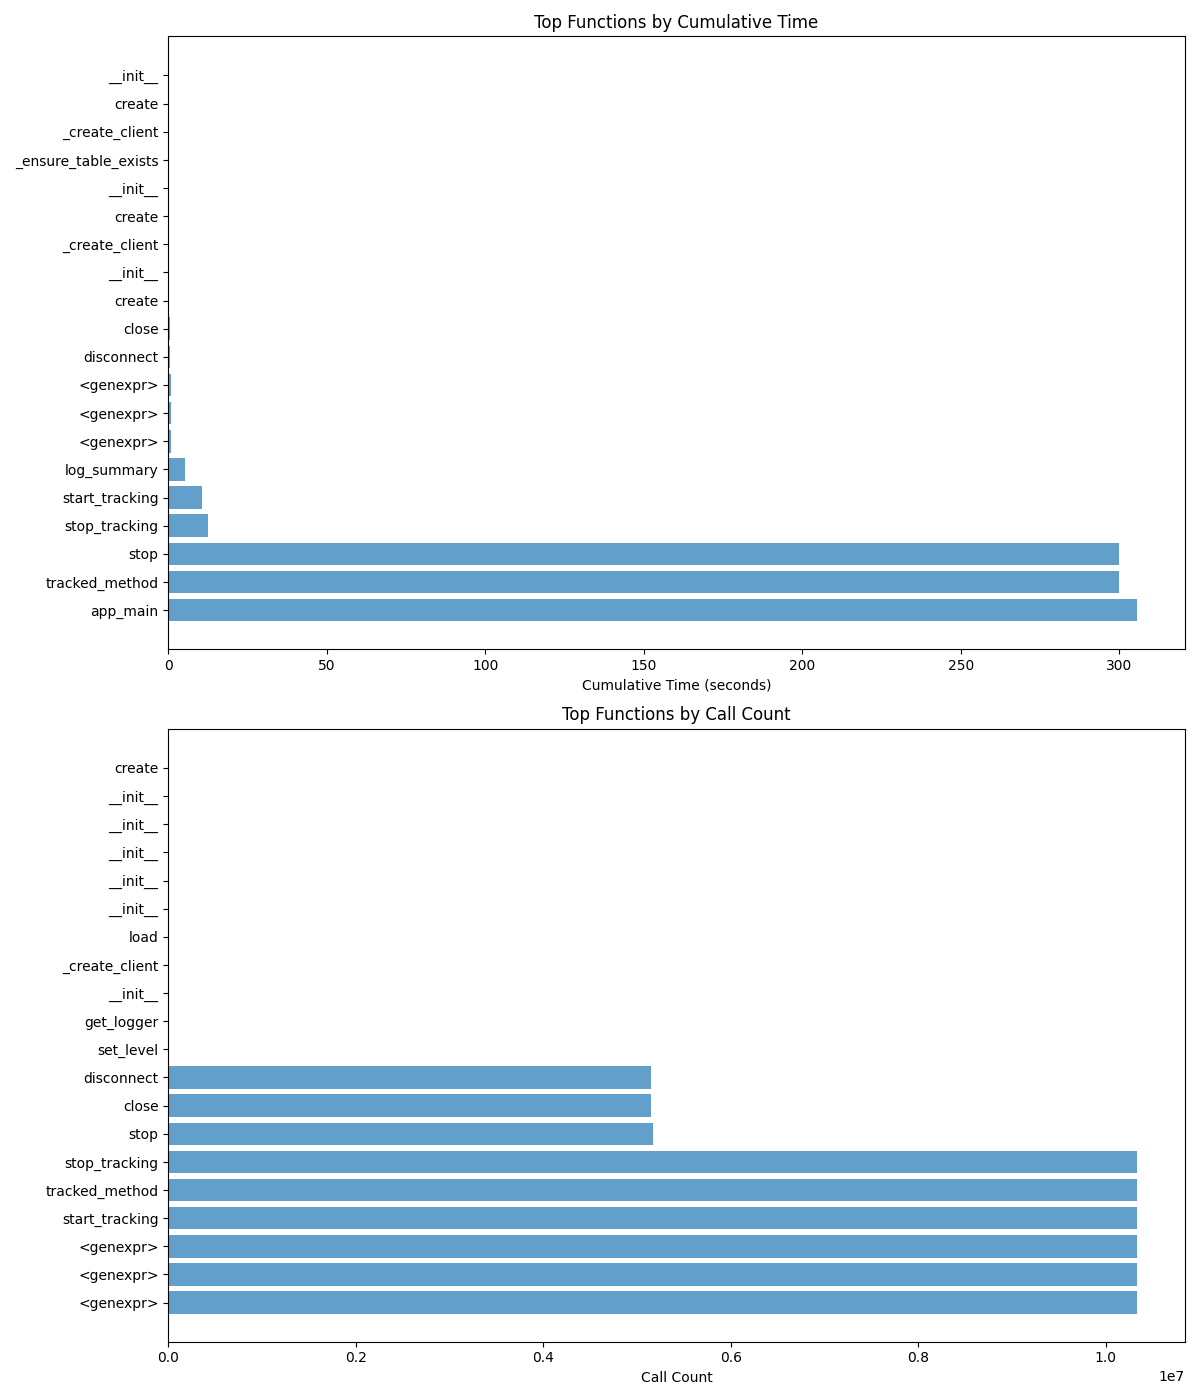 Top Functions by Cumulative Time
__init__
create
_create_client
_ensure_table_exists
__init__
create
_create_client
__init__
create
close
disconnect
<genexpr>
<genexpr>
<genexpr>
log_summary
start_tracking
stop_tracking
stop
tracked_method
app_main
0 50 100 150 200 250 300
Cumulative Time (seconds)
Top Functions by Call Count
create
__init__
__init__
__init__
__init__
__init__
load
_create_client
__init__
get_logger
set_level
disconnect
close
stop
stop_tracking
tracked_method
start_tracking
<genexpr>
<genexpr>
<genexpr>
0.0 0.2 0.4 0.6 0.8 1.0
1e7
Call Count